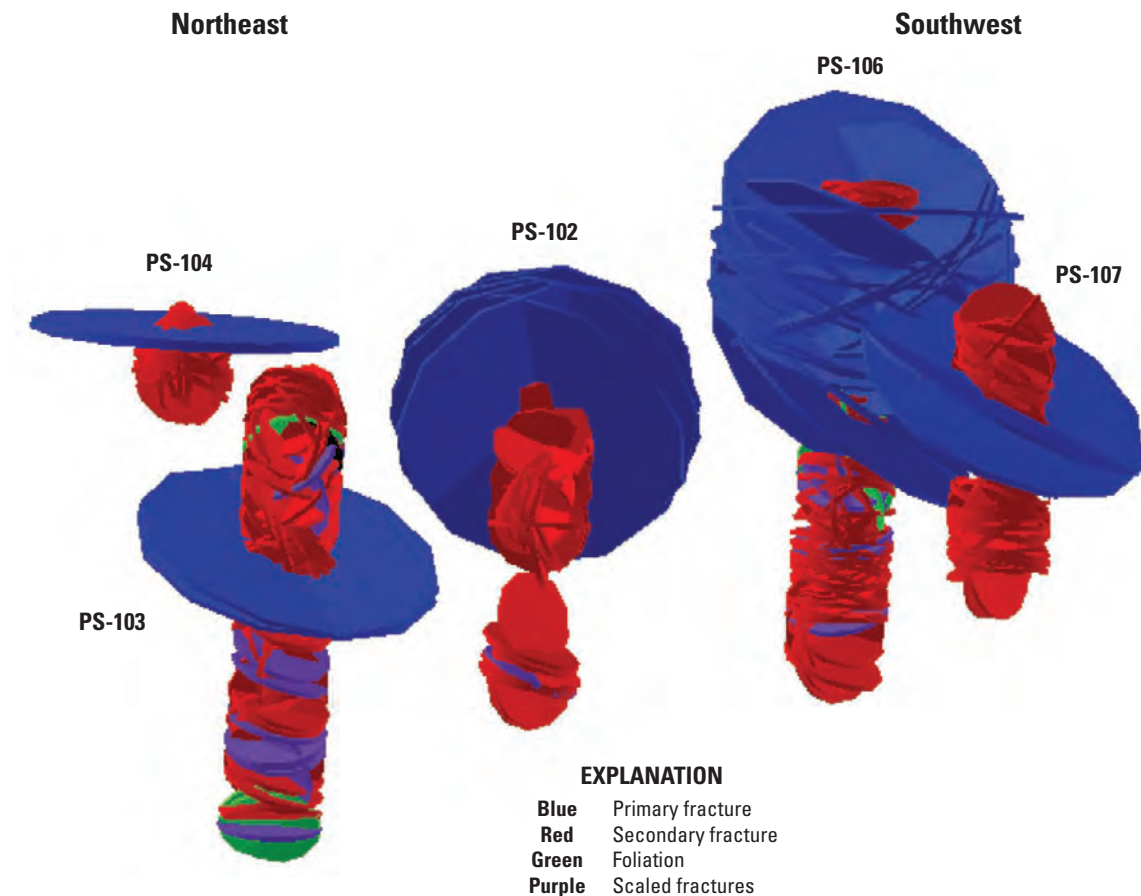 Northeast
Southwest
PS-106
PS-102
PS-104
PS-107
PS-103
EXPLANATION
Blue Primary fracture
Red Secondary fracture
Green Foliation
Purple Scaled fractures